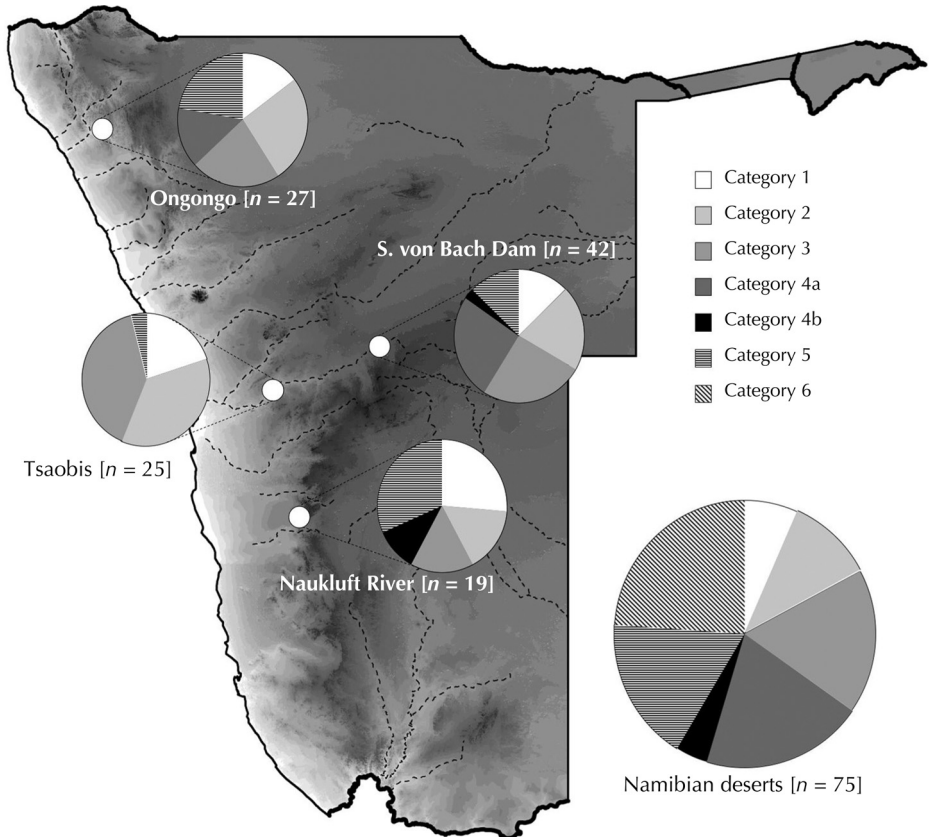 Ongongo [n = 27]
S. von Bach Dam [n = 42]
Category 1
Category 2
Category 3
Category 4a
Category 4b
Category 5
Category 6
Tsaobis [n = 25]
Naukluft River [n = 19]
Namibian deserts [n = 75]